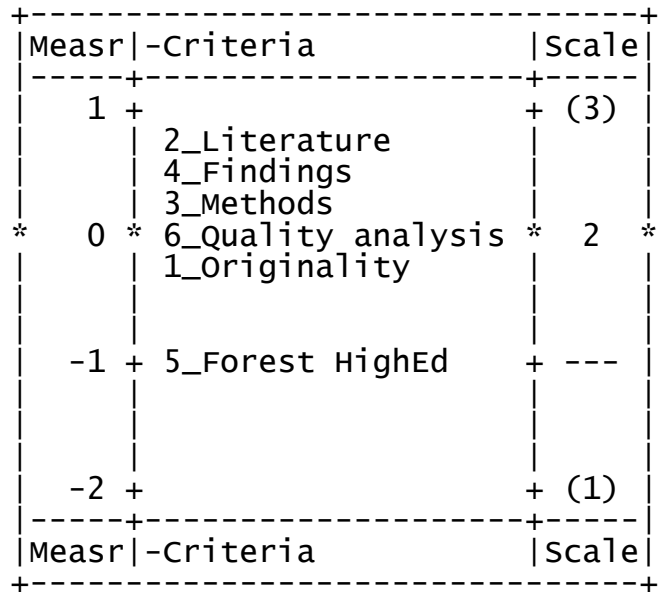 +-----------------------------------+
|Measr|-Criteria |Scale|
|-----+---------------------+-----|
| 1 + + (3) |
| | 2_Literature | |
| | 4_Findings | |
| | 3_Methods | |
* 0 * 6_Quality analysis * 2 *
| | 1_Originality | |
| | | |
| | | |
| -1 + 5_Forest HighEd + --- |
| | | |
| | | |
| | | |
| -2 + + (1) |
|-----+---------------------+-----|
|Measr|-Criteria |Scale|
+-----------------------------------+